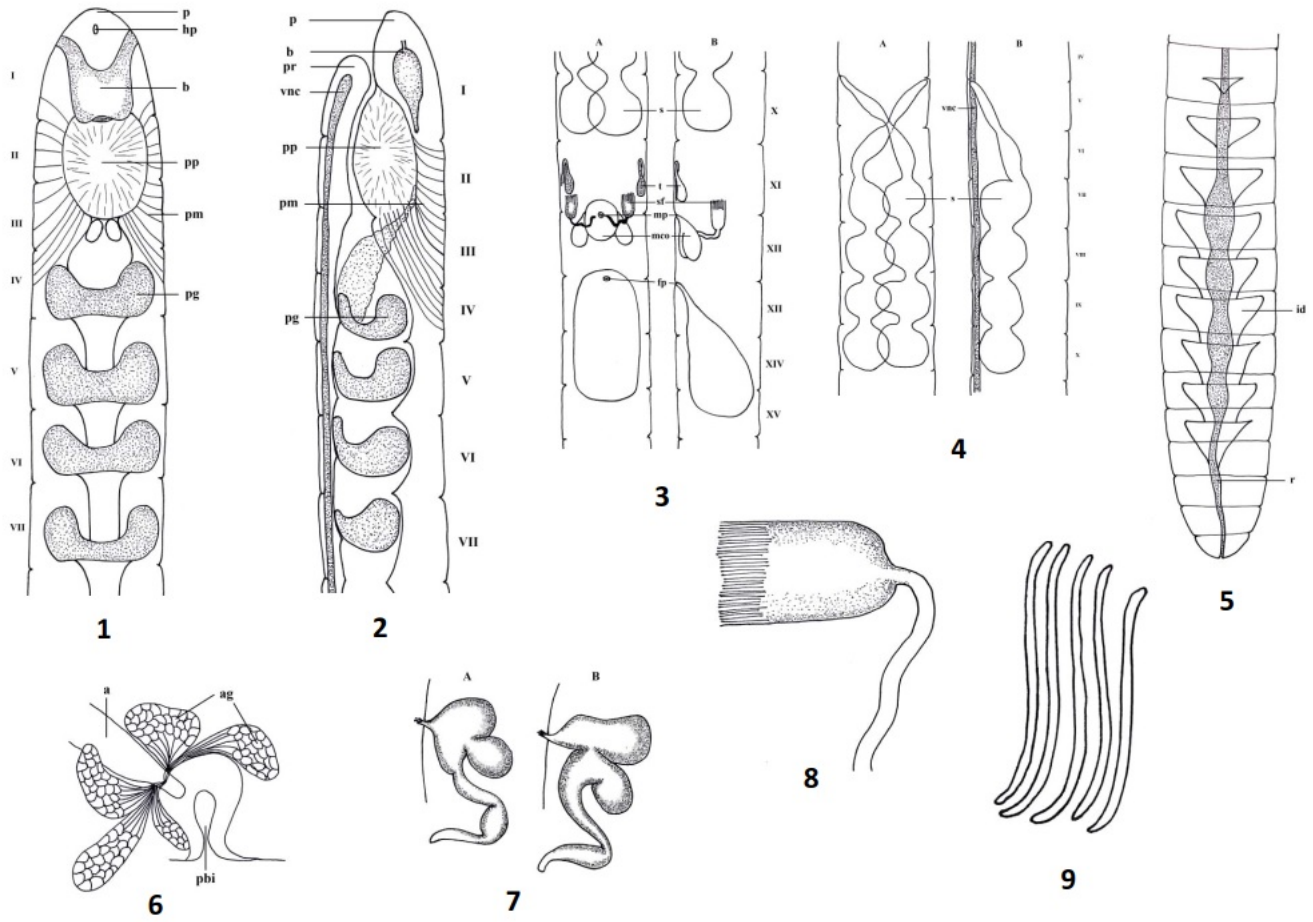 p
hp
I
b
II
pp
III
pm
IV
pg
V
VI
VII
1
p
b
pr
vnc
I
pp
II
pm
III
pg
IV
V
VI
VII
2
A B
s X
t XI
sf
mp
mco XII
fp XII
XIV
XV
3
A B
IV
V
vnc
VI
s VII
VIII
IX
X
4
id
r
5
a ag
pbi
6
A B
7
8
9